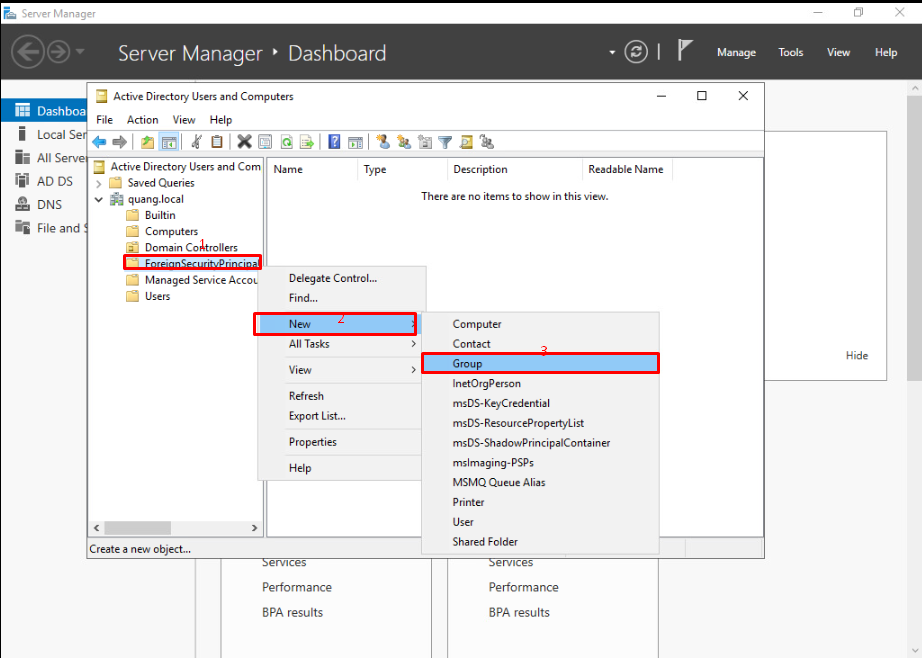 Server Manager
Server Manager ‣ Dashboard
Manage Tools View Help
Dashboa
Local Ser
All Serve
AD DS
DNS
File and S
Active Directory Users and Computers
File Action View Help
Active Directory Users and Com
Saved Queries
quang.local
Builtin
Computers
Domain Controllers
1
ForeignSecurityPrincipa
Managed Service Accou
Users
Name Type Description Readable Name
There are no items to show in this view.
Delegate Control...
Find...
New
2
All Tasks
View
Refresh
Export List...
Properties
Help
Computer
Contact
3
Group
InetOrgPerson
msDS-KeyCredential
msDS-ResourcePropertyList
msDS-ShadowPrincipalContainer
msImaging-PSPs
MSMQ Queue Alias
Printer
User
Shared Folder
Hide
Create a new object...
Services
Performance
BPA results
Services
Performance
BPA results